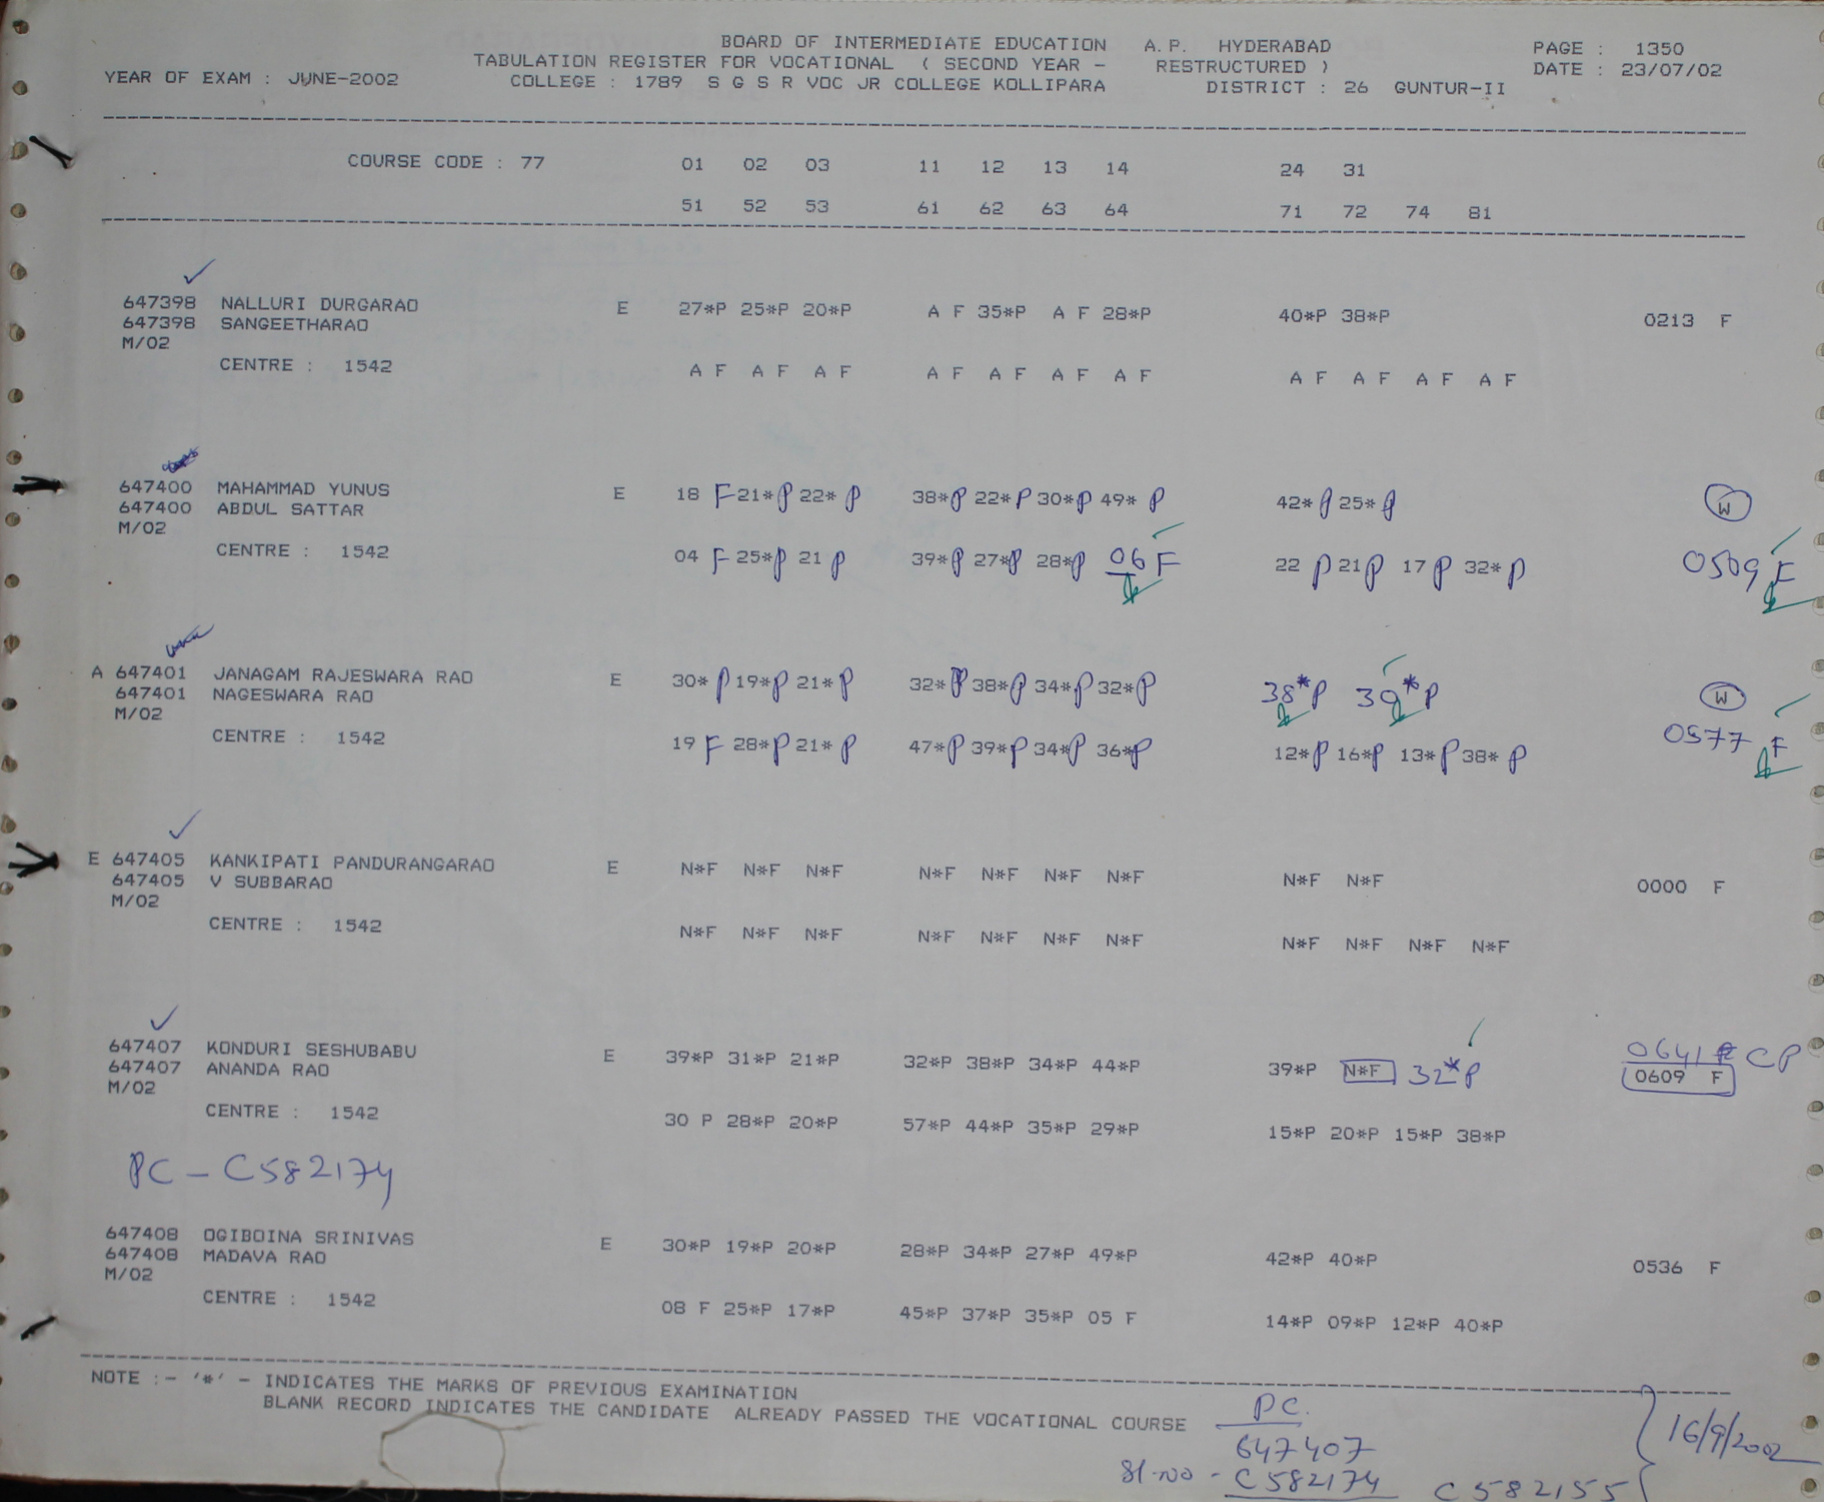 BOARD OF INTERMEDIATE EDUCATION A.P. HYDERABAD PAGE : 1350
TABULATION REGISTER FOR VOCATIONAL ( SECOND YEAR - RESTRUCTURED ) DATE : 23/07/02
YEAR OF EXAM : JUNE-2002 COLLEGE : 1789 S G S R VOC JR COLLEGE KOLLIPARA DISTRICT : 26 GUNTUR-II
COURSE CODE : 77 01 02 03 11 12 13 14 24 31
51 52 53 61 62 63 64 71 72 74 81
647398 NALLURI DURGARAO E 27*P 25*P 20*P A F 35*P A F 28*P 40*P 38*P 0213 F
647398 SANGEETHARAO
M/02
CENTRE : 1542 A F A F A F A F A F A F A F A F A F A F A F
647400 MAHAMMAD YUNUS E 18 F 21*P 22*P 38*P 22*P 30*P 49*P 42*P 25*P W
647400 ABDUL SATTAR
M/02
CENTRE : 1542 04 F 25*P 21 P 39*P 27*P 28*P 06 F 22 P 21 P 17 P 32*P 0509 F
A 647401 JANAGAM RAJESWARA RAO E 30*P 19*P 21*P 32*P 38*P 34*P 32*P 38*P 39*P W
647401 NAGESWARA RAO
M/02
CENTRE : 1542 19 F 28*P 21*P 47*P 39*P 34*P 36*P 12*P 16*P 13*P 38*P 0577 F
E 647405 KANKIPATI PANDURANGARAO E N*F N*F N*F N*F N*F N*F N*F N*F N*F 0000 F
647405 V SUBBARAO
M/02
CENTRE : 1542 N*F N*F N*F N*F N*F N*F N*F N*F N*F N*F N*F
647407 KONDURI SESHUBABU E 39*P 31*P 21*P 32*P 38*P 34*P 44*P 39*P N*F 32*P 0641 CP
647407 ANANDA RAO 0609 F
M/02
CENTRE : 1542 30 P 28*P 20*P 57*P 44*P 35*P 29*P 15*P 20*P 15*P 38*P
PC - C582174
647408 OGIBOINA SRINIVAS E 30*P 19*P 20*P 28*P 34*P 27*P 49*P 42*P 40*P 0536 F
647408 MADAVA RAO
M/02
CENTRE : 1542 08 F 25*P 17*P 45*P 37*P 35*P 05 F 14*P 09*P 12*P 40*P
NOTE :- '*' - INDICATES THE MARKS OF PREVIOUS EXAMINATION
BLANK RECORD INDICATES THE CANDIDATE ALREADY PASSED THE VOCATIONAL COURSE
PC.
647407 16/9/2002
Sl.no - C582174 C582155